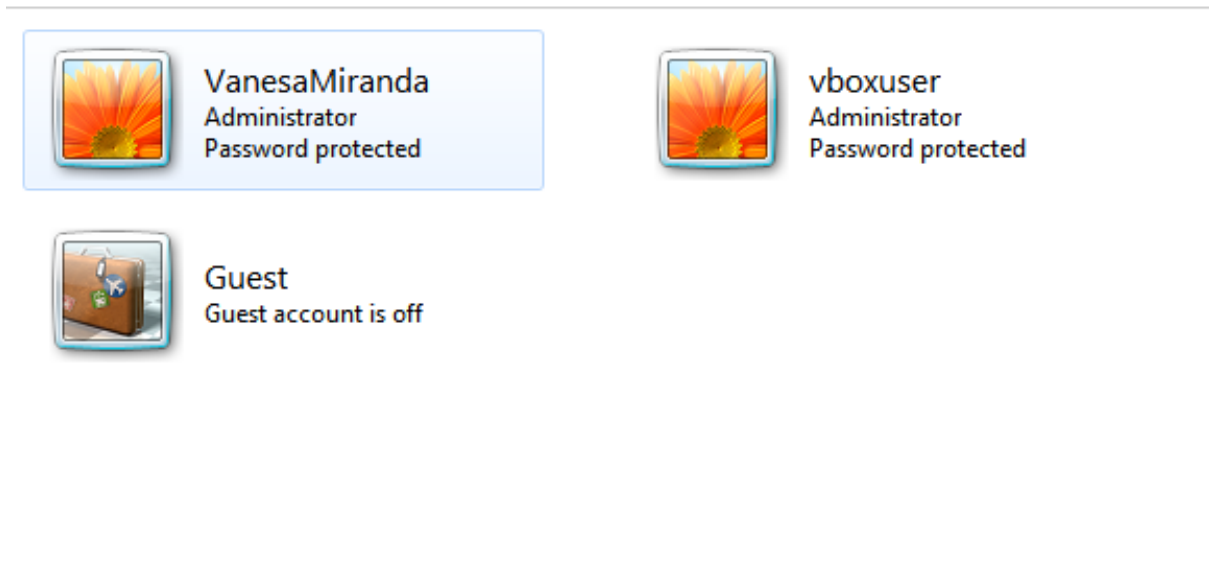 VanesaMiranda
Administrator
Password protected
vboxuser
Administrator
Password protected
Guest
Guest account is off